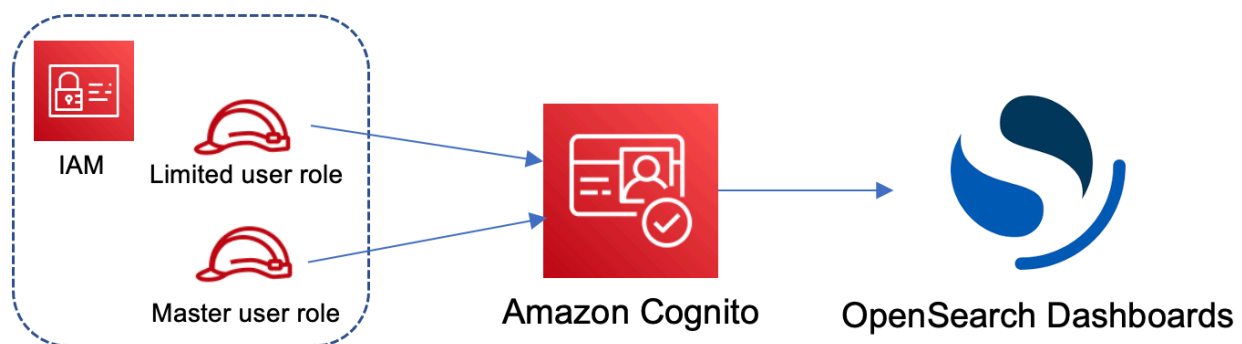 IAM
Limited user role
Master user role
Amazon Cognito
OpenSearch Dashboards